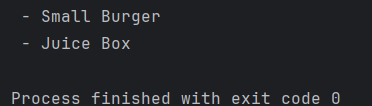 - Small Burger
- Juice Box
Process finished with exit code 0